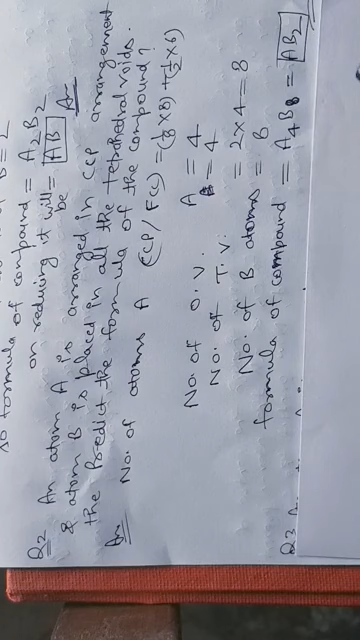 so formula of compound = A2B2
on reducing it will be = AB
Ans
Q2 An atom A is arranged in CCP arrangement
& atom B is placed in all the tetrahedral voids.
the Predict the formula of the compound?
Ans No. of atoms A (CCP/FCC) = (1/8 × 8) + (1/2 × 6)
A = 4
No. of O.V. = 4
No. of T.V. = 2×4 = 8
No. of B atoms = 8
formula of compound = A4B8 = AB2
Q3